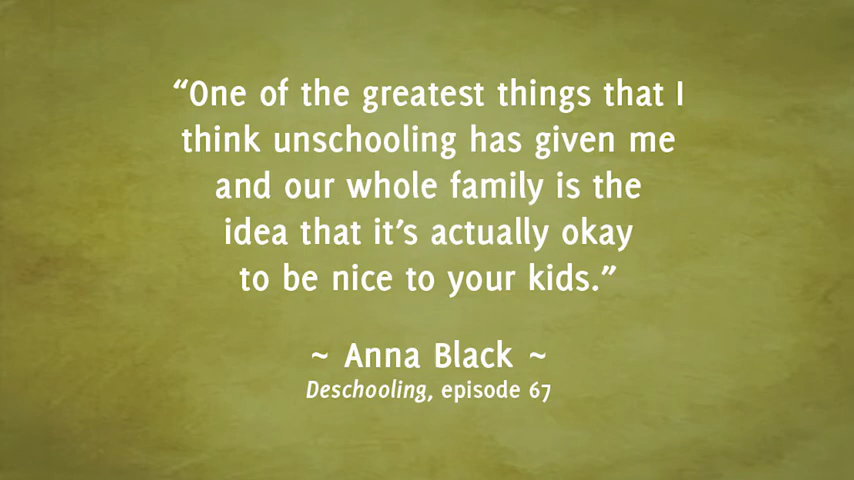 “One of the greatest things that I
think unschooling has given me
and our whole family is the
idea that it’s actually okay
to be nice to your kids.”
~ Anna Black ~
Deschooling, episode 67